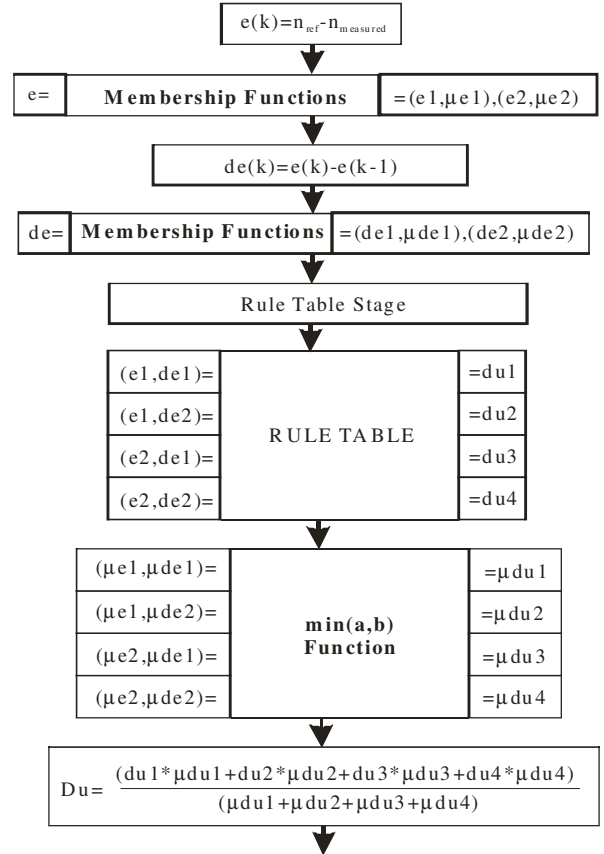 e(k)=n_ref-n_measured
e= Membership Functions =(e1,μe1),(e2,μe2)
de(k)=e(k)-e(k-1)
de= Membership Functions =(de1,μde1),(de2,μde2)
Rule Table Stage
(e1,de1)= =du1
(e1,de2)= =du2
RULE TABLE
(e2,de1)= =du3
(e2,de2)= =du4
(μe1,μde1)= =μdu1
(μe1,μde2)= =μdu2
min(a,b)
Function
(μe2,μde1)= =μdu3
(μe2,μde2)= =μdu4
(du1*μdu1+du2*μdu2+du3*μdu3+du4*μdu4)
Du=
(μdu1+μdu2+μdu3+μdu4)